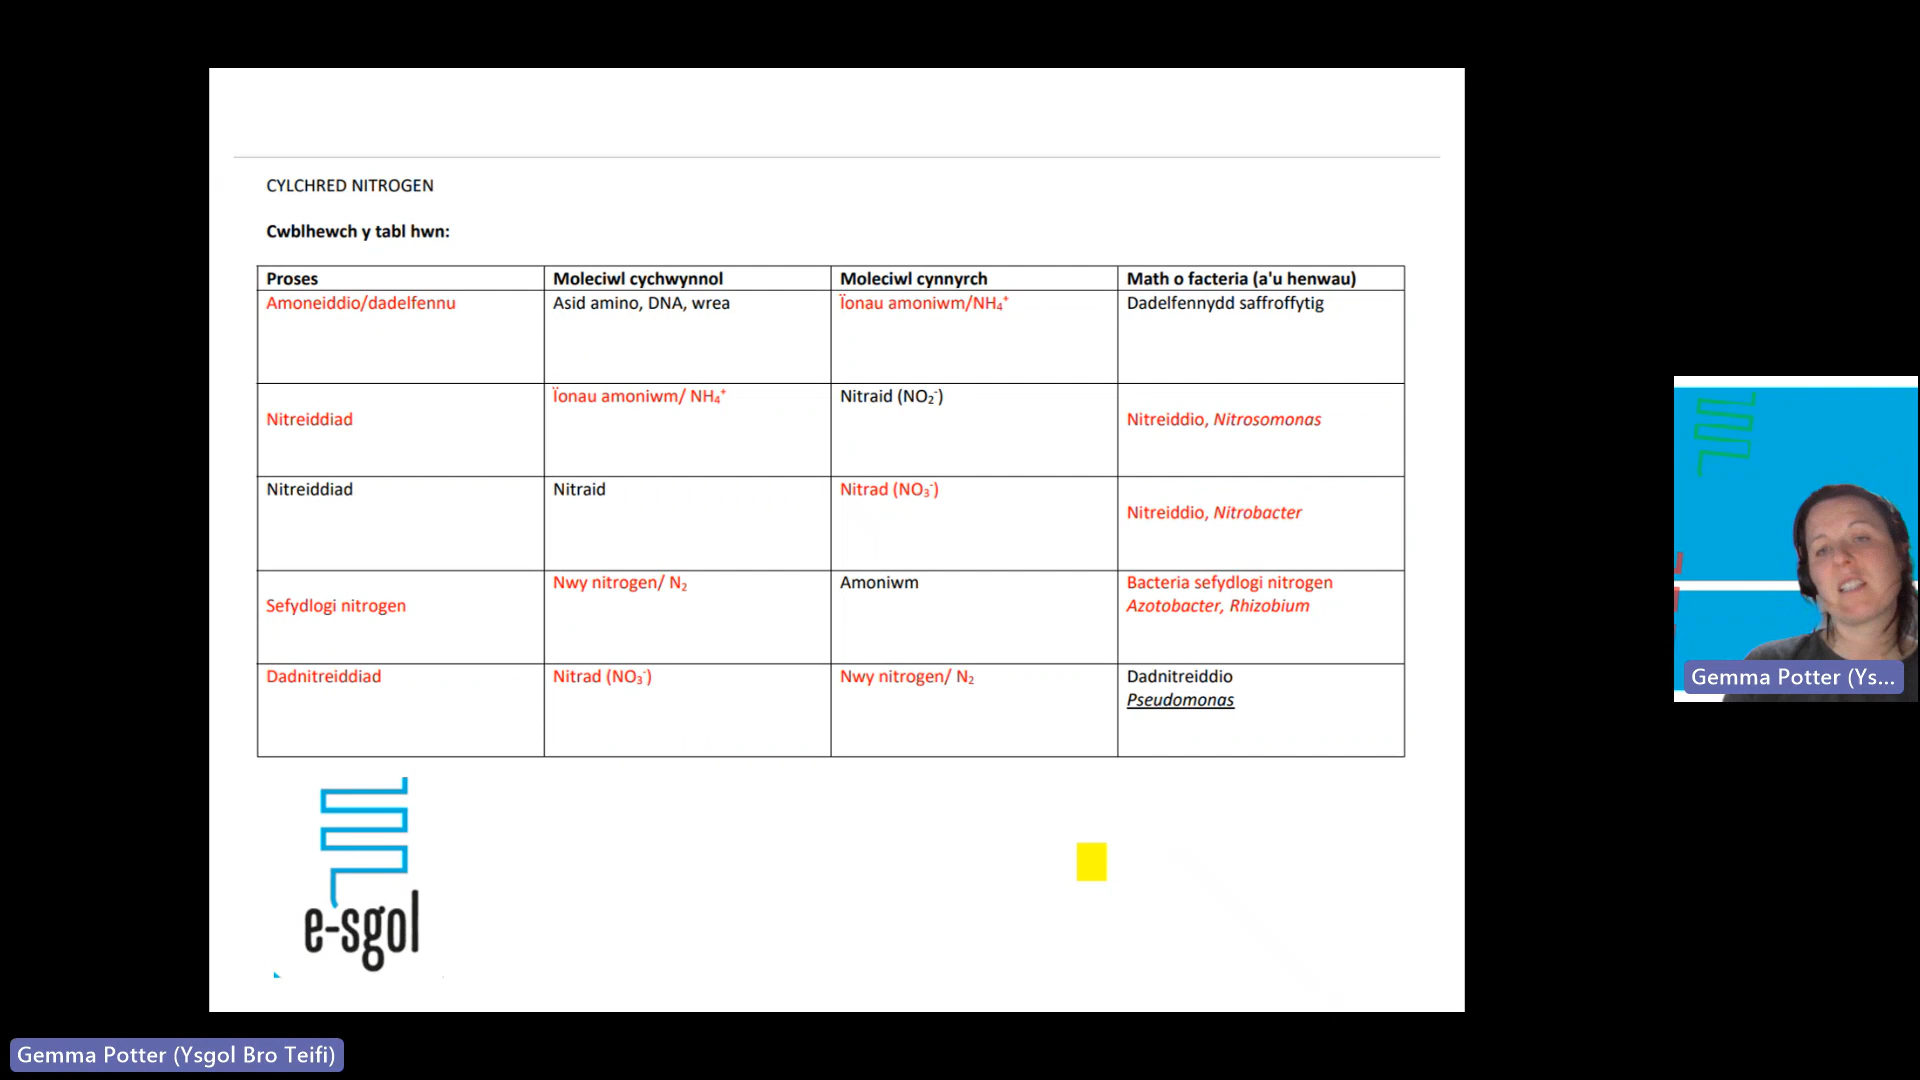 CYLCHRED NITROGEN
Cwblhewch y tabl hwn:
Proses	Moleciwl cychwynnol	Moleciwl cynnyrch	Math o facteria (a'u henwau)
Amoneiddio/dadelfennu	Asid amino, DNA, wrea	Ïonau amoniwm/NH₄⁺	Dadelfennydd saffroffytig
Nitreiddiad	Ïonau amoniwm/ NH₄⁺	Nitraid (NO₂⁻)	Nitreiddio, Nitrosomonas
Nitreiddiad	Nitraid	Nitrad (NO₃⁻)	Nitreiddio, Nitrobacter
Sefydlogi nitrogen	Nwy nitrogen/ N₂	Amoniwm	Bacteria sefydlogi nitrogen
Azotobacter, Rhizobium
Dadnitreiddiad	Nitrad (NO₃⁻)	Nwy nitrogen/ N₂	Dadnitreiddio
Pseudomonas
e-sgol
Gemma Potter (Ys...
Gemma Potter (Ysgol Bro Teifi)